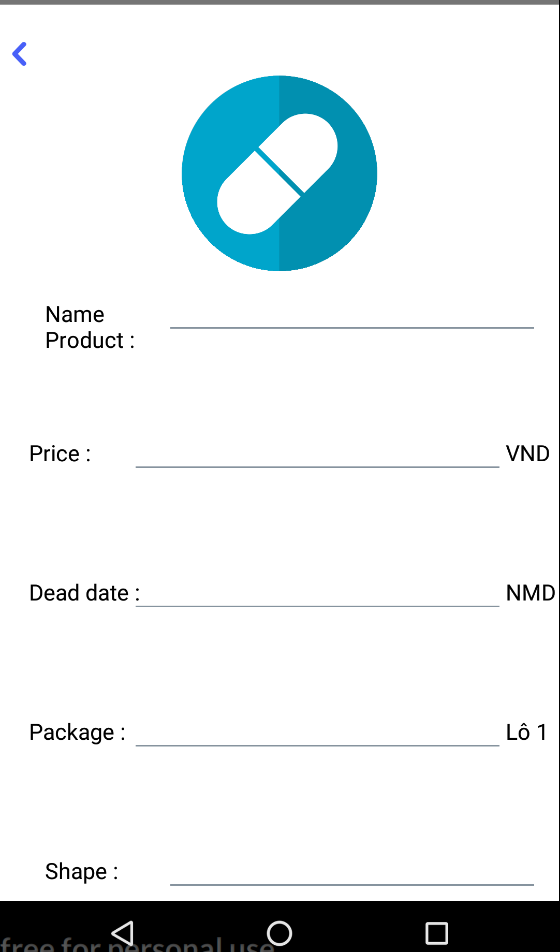 Name
Product :
Price :
VND
Dead date :
NMD
Package :
Lô 1
Shape :
free for personal use